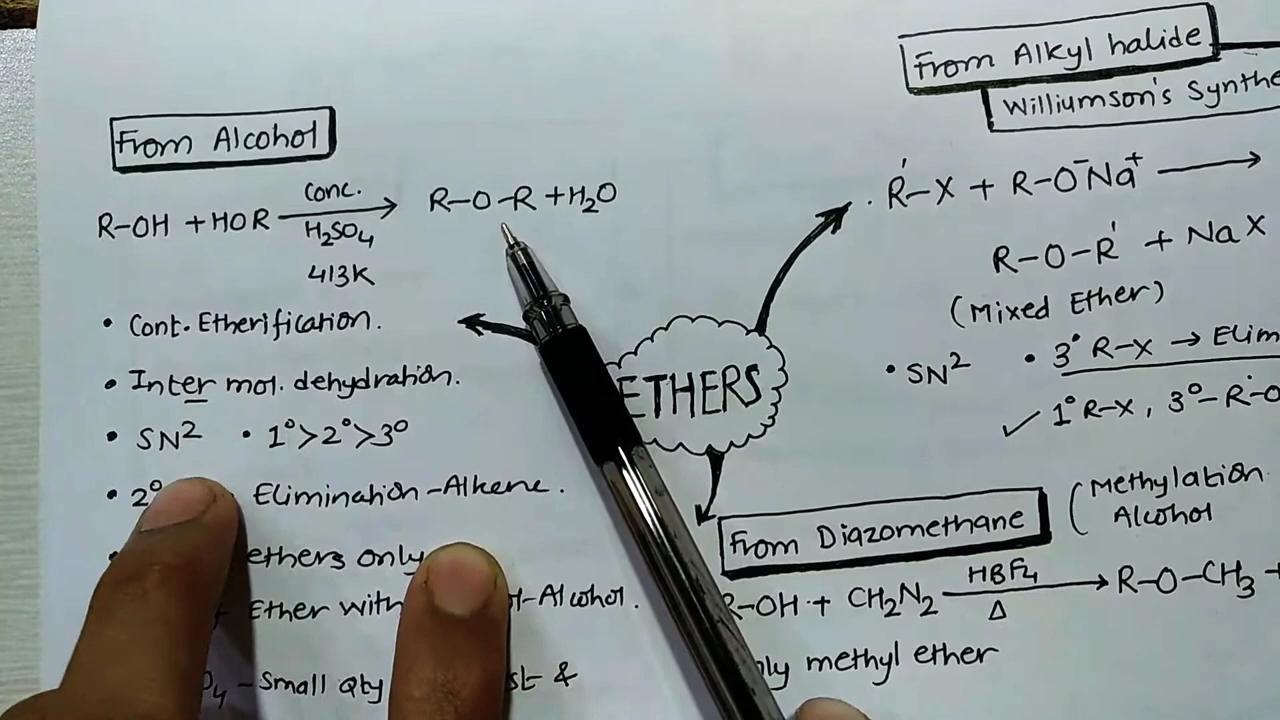 From Alcohol
R-OH + HOR ⟶ R-O-R + H₂O
Conc.
H₂SO₄
413K
• Cont. Etherification.
• Inter mol. dehydration.
• SN² • 1°>2°>3°
• 2° Elimination-Alkene.
ethers only
Ether with -Alcohol.
-Small qty &
ETHERS
From Alkyl halide
Williumson's Synthe
R'-X + R-O⁻Na⁺ ⟶
R-O-R' + NaX
(Mixed Ether)
• SN² • 3° R-X → Elim
✓ 1° R-X, 3°-R-O
From Diazomethane
(Methylation
Alcohol
R-OH + CH₂N₂ ⟶ R-O-CH₃ +
HBF₄
Δ
methyl ether